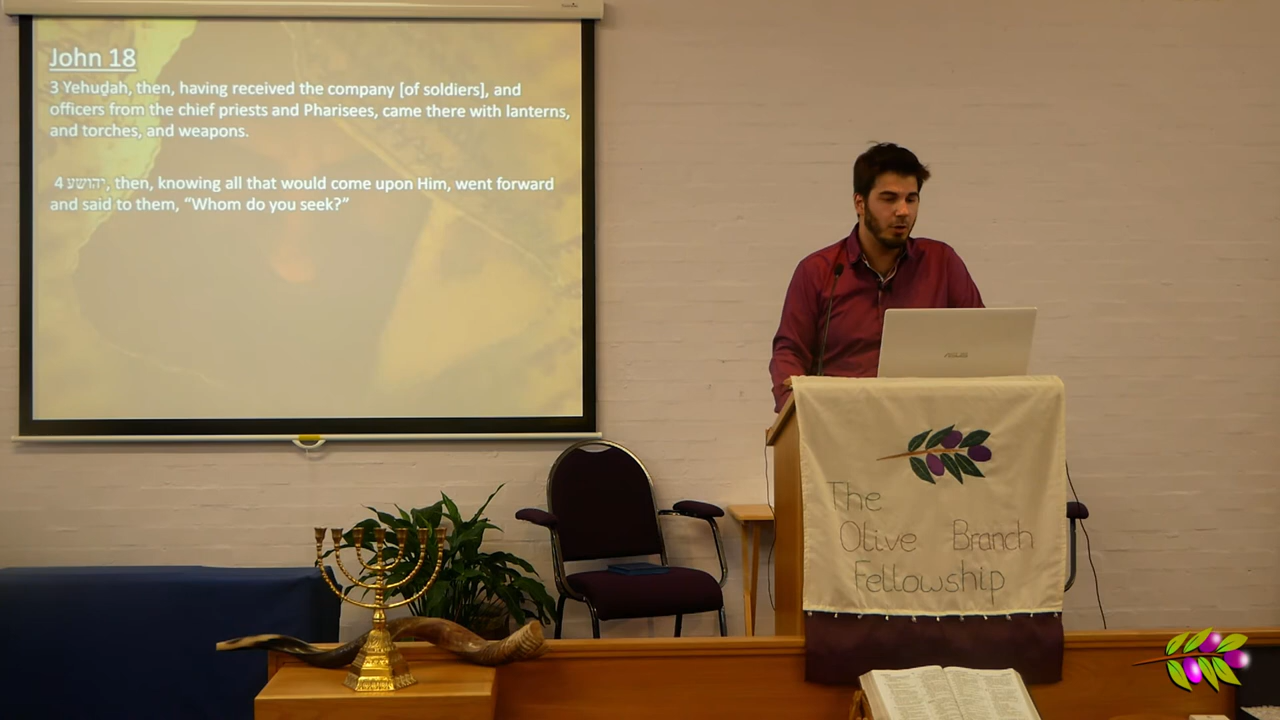 John 18
3 Yehuḏah, then, having received the company [of soldiers], and
officers from the chief priests and Pharisees, came there with lanterns,
and torches, and weapons.
4 יהושע, then, knowing all that would come upon Him, went forward
and said to them, “Whom do you seek?”
The
Olive Branch
Fellowship